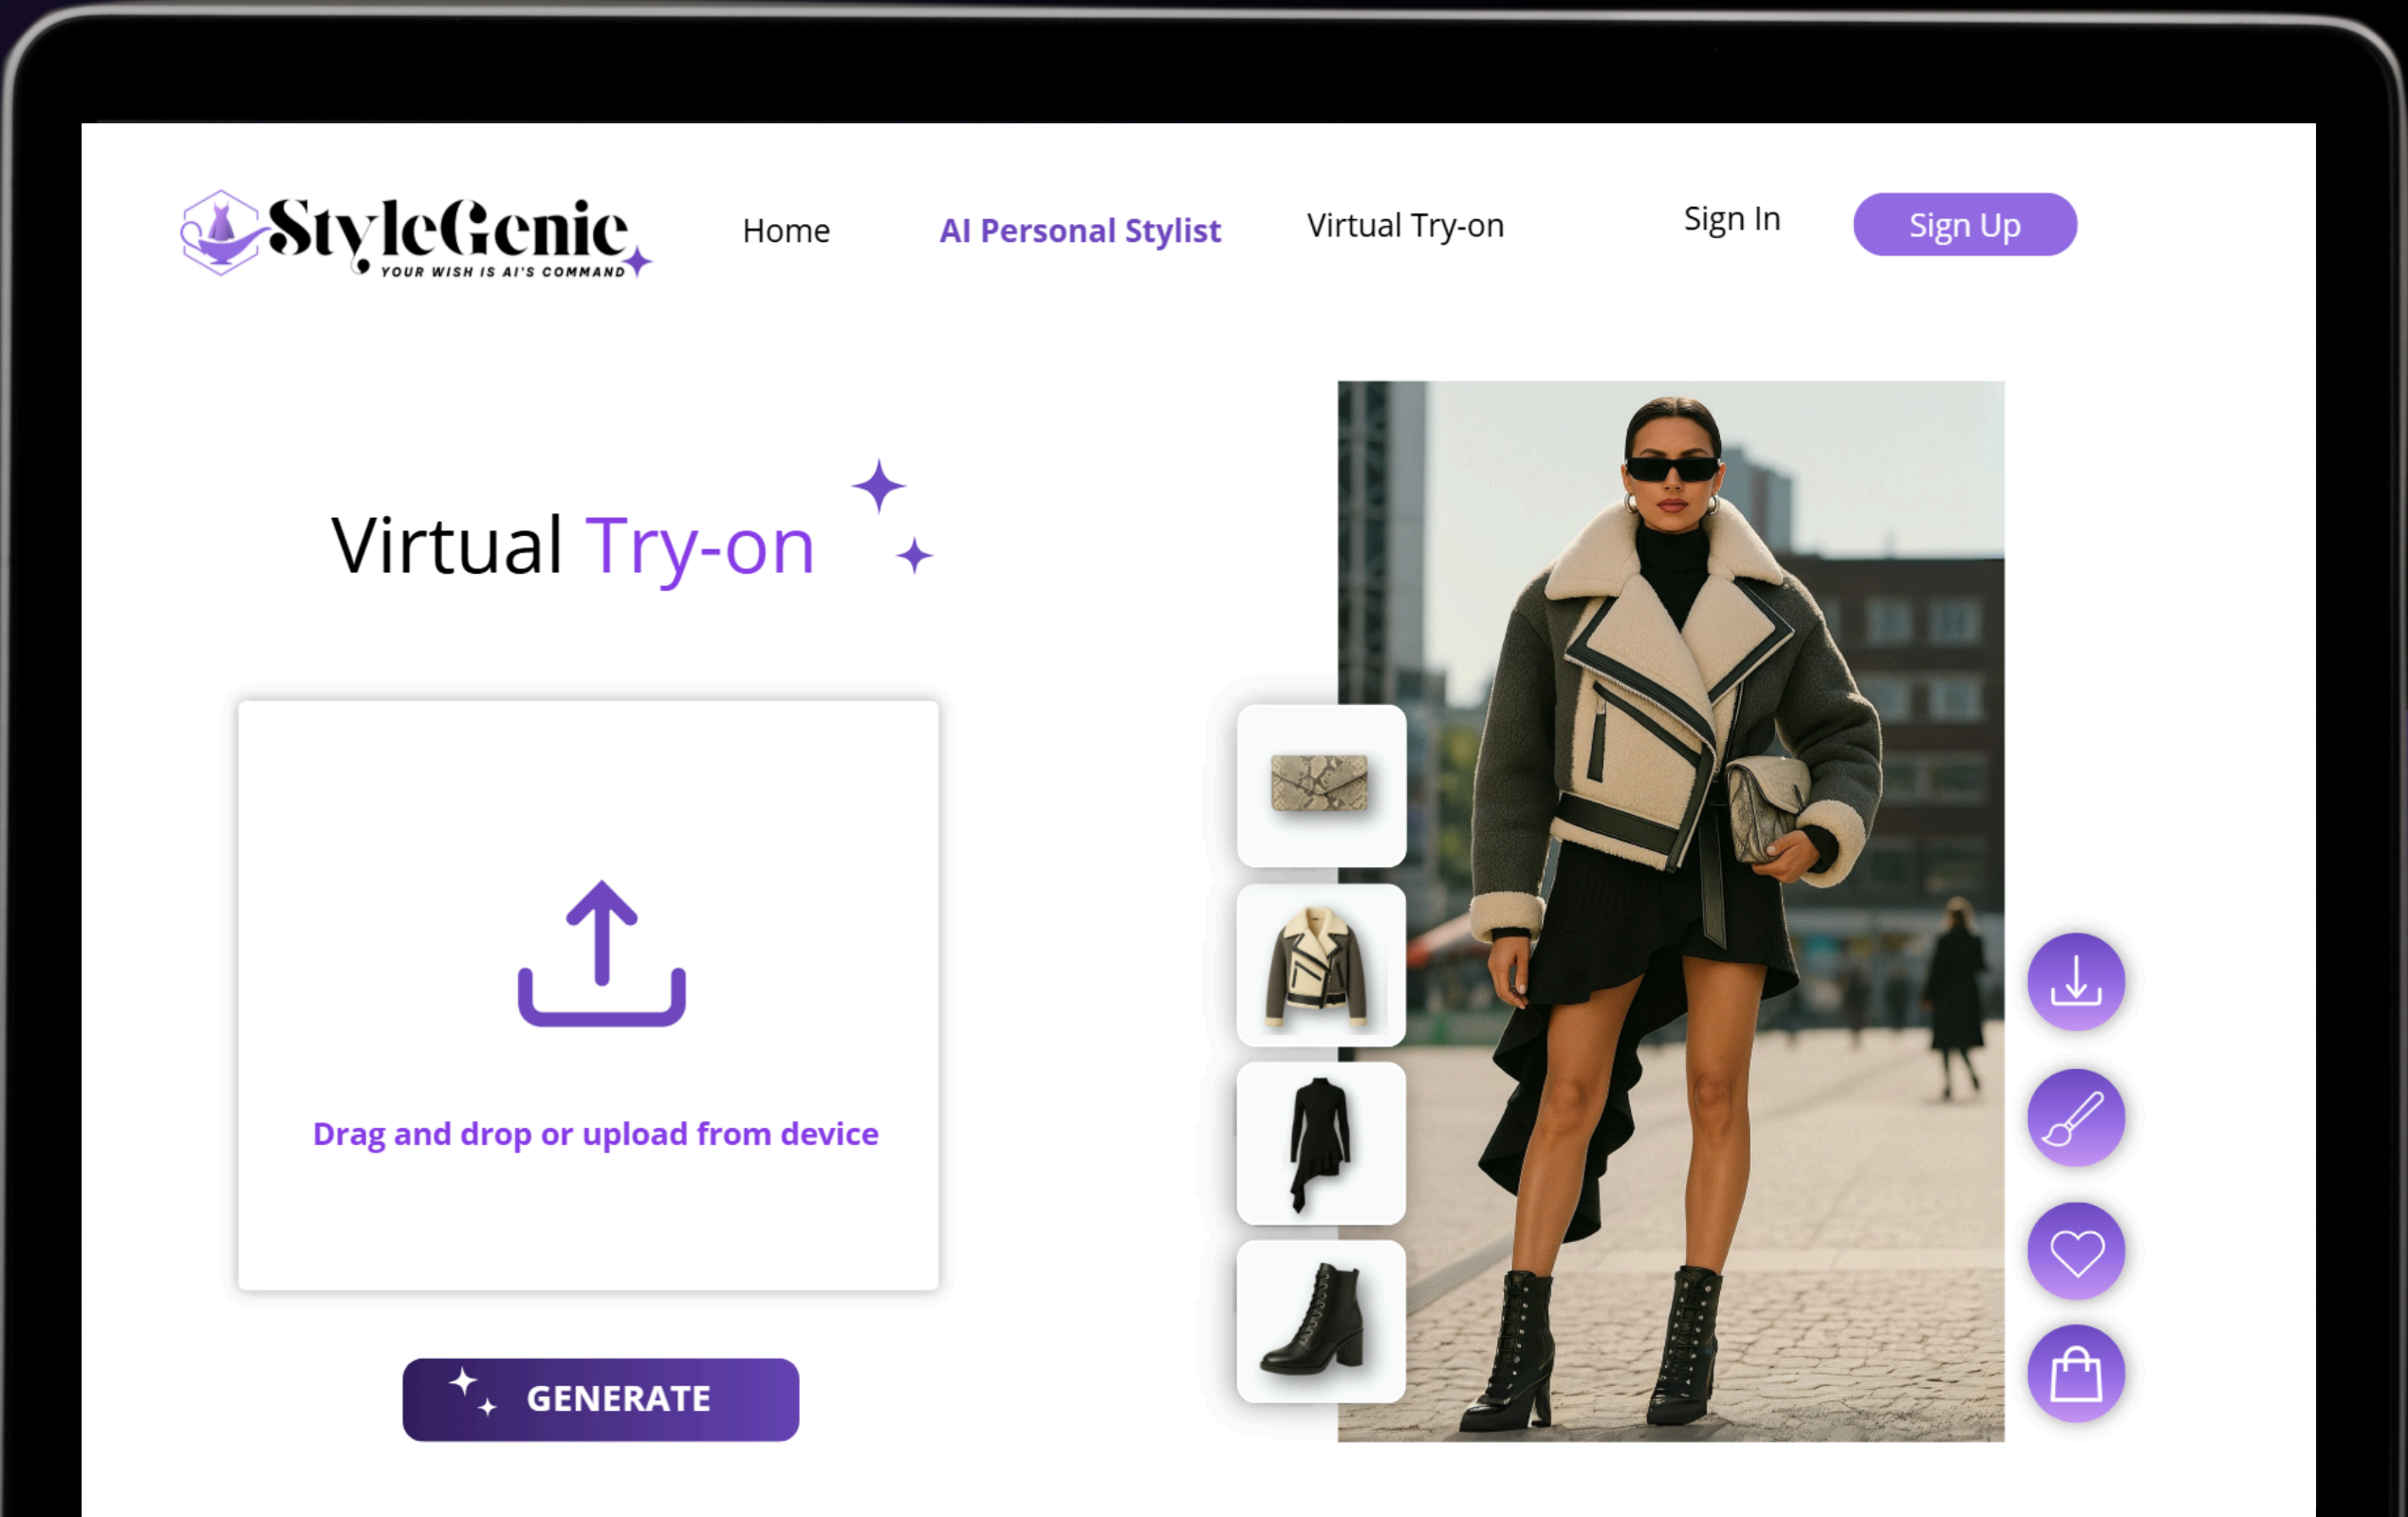 StyleGenie
YOUR WISH IS AI'S COMMAND
Home
AI Personal Stylist
Virtual Try-on
Sign In
Sign Up
Virtual Try-on
Drag and drop or upload from device
GENERATE